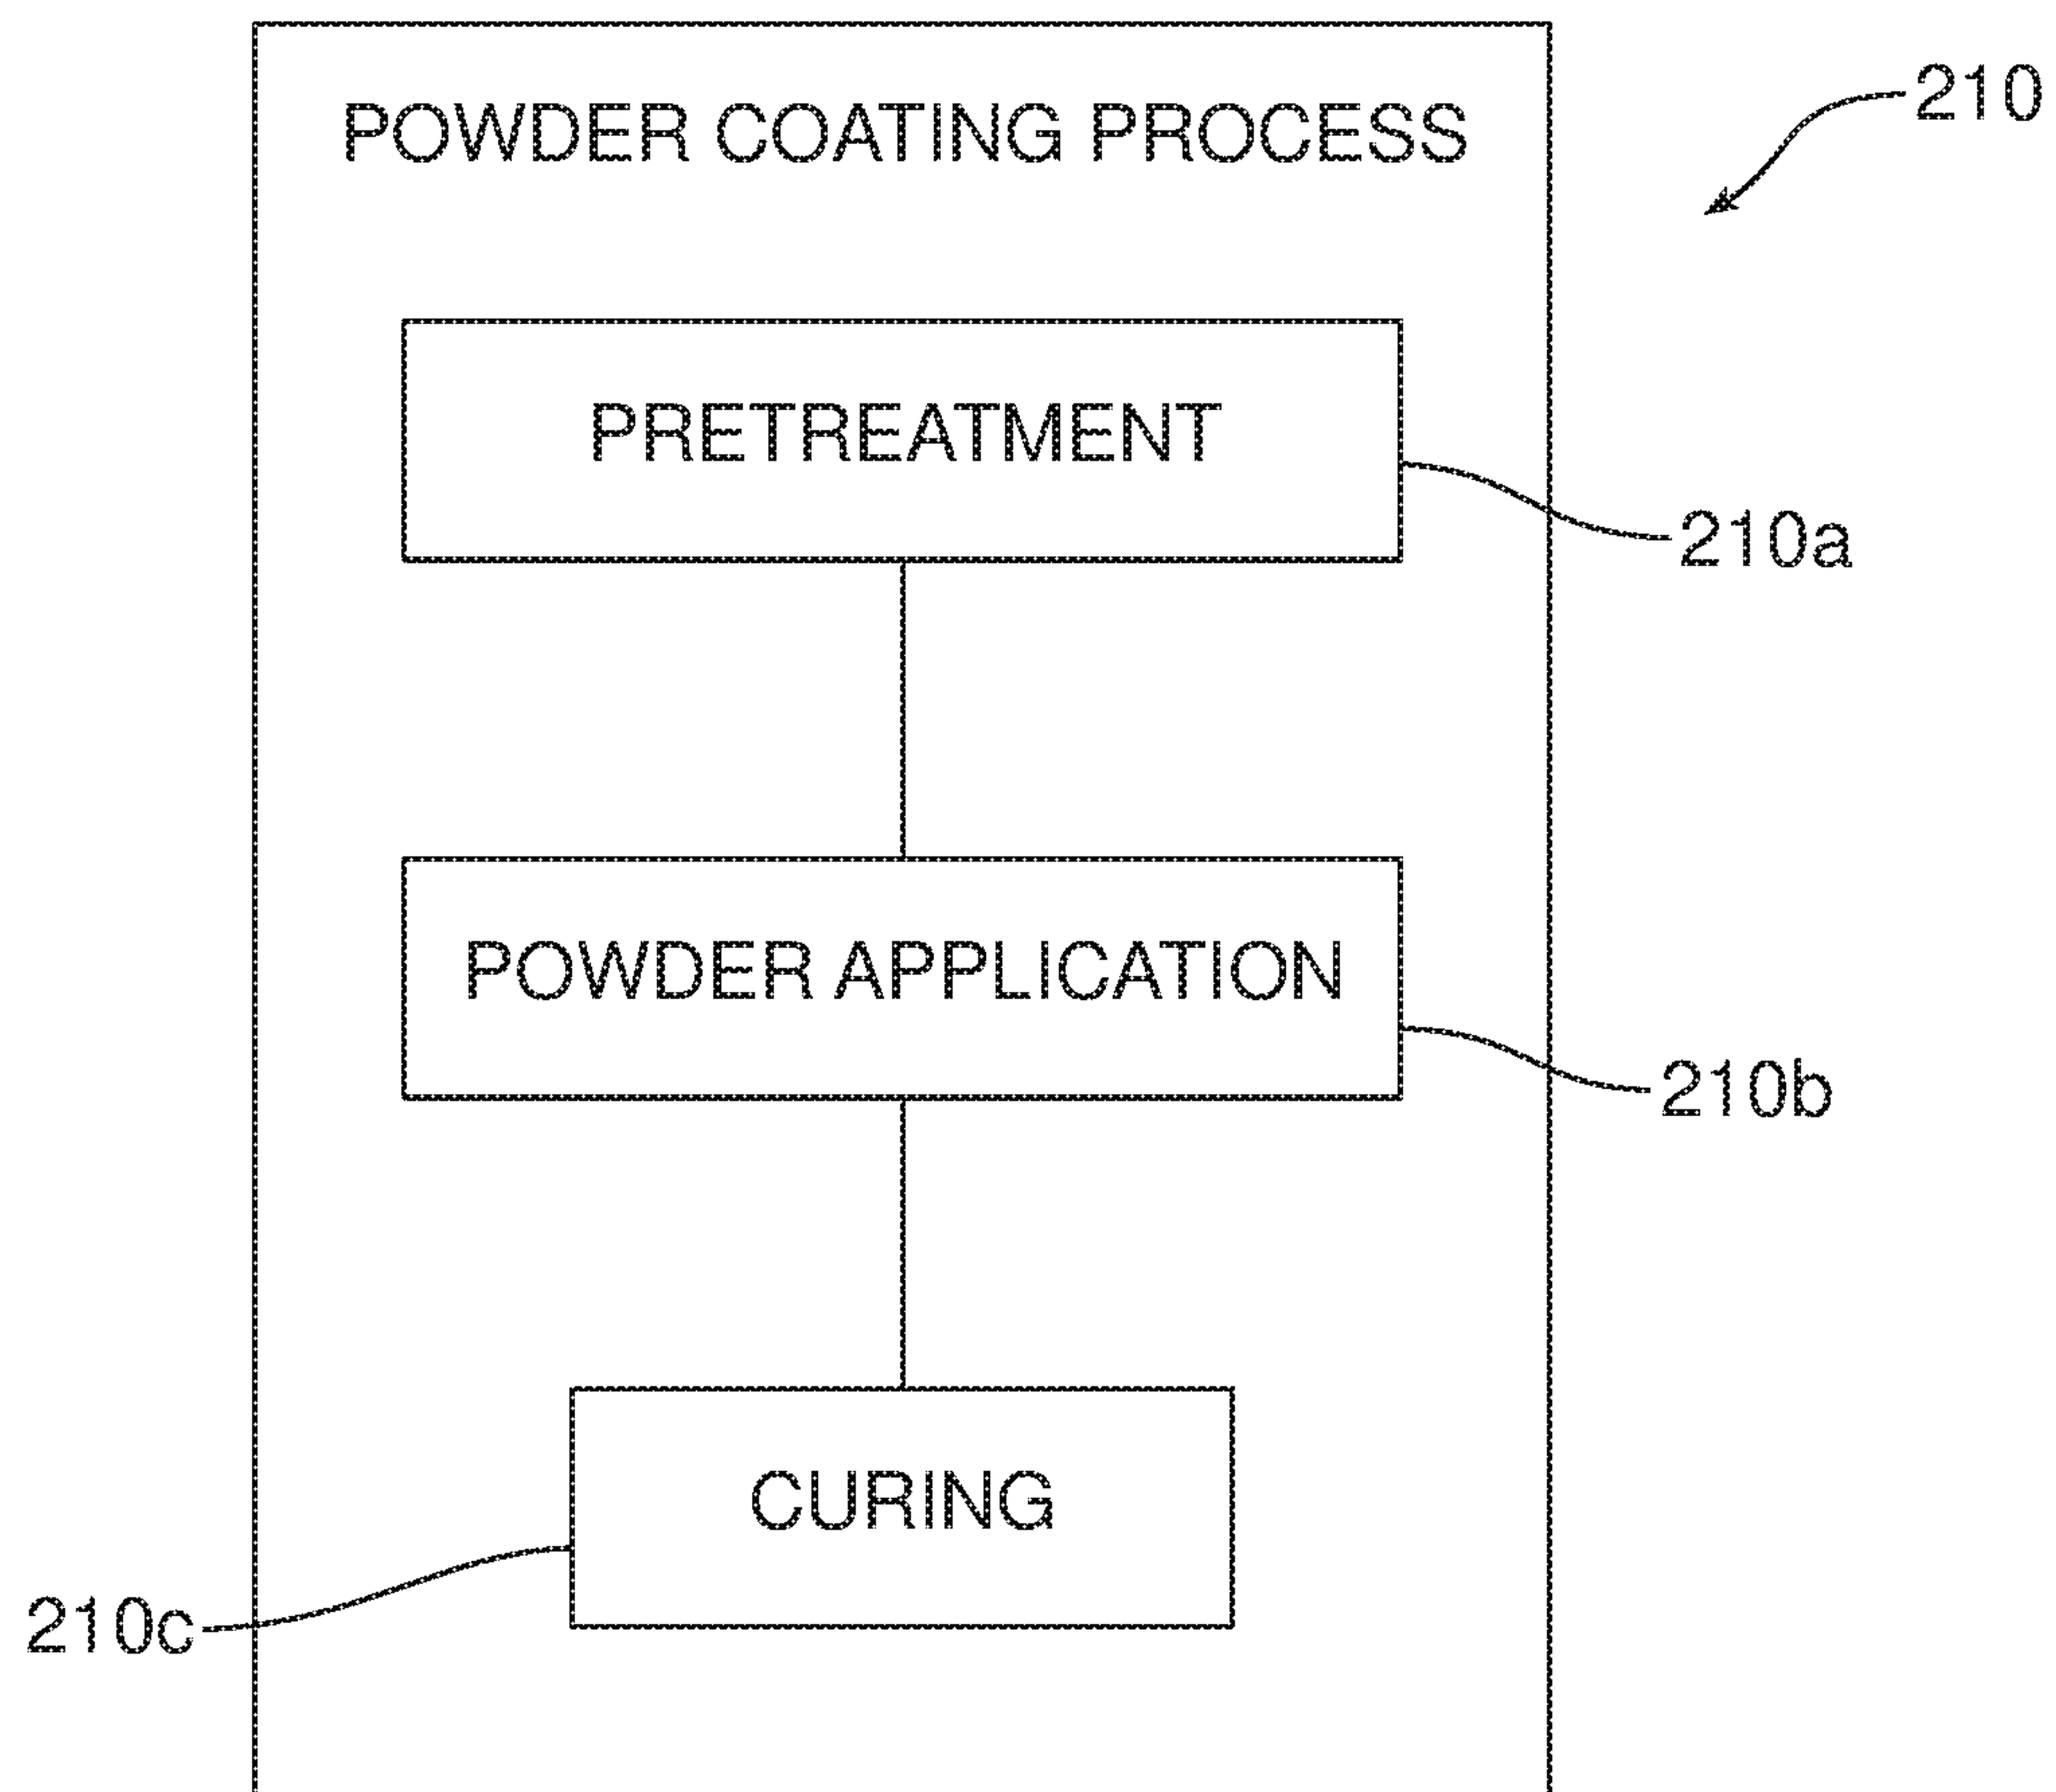 POWDER COATING PROCESS
210
PRETREATMENT
210a
POWDER APPLICATION
210b
CURING
210c